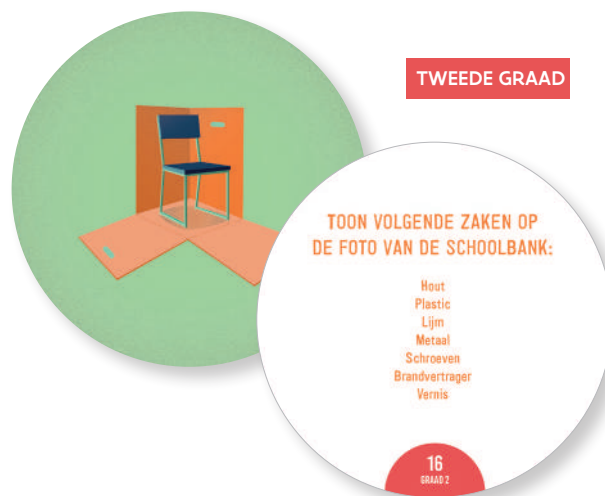 TWEEDE GRAAD
TOON VOLGENDE ZAKEN OP
DE FOTO VAN DE SCHOOLBANK:
Hout
Plastic
Lijm
Metaal
Schroeven
Brandvertrager
Vernis
16
GRAAD 2